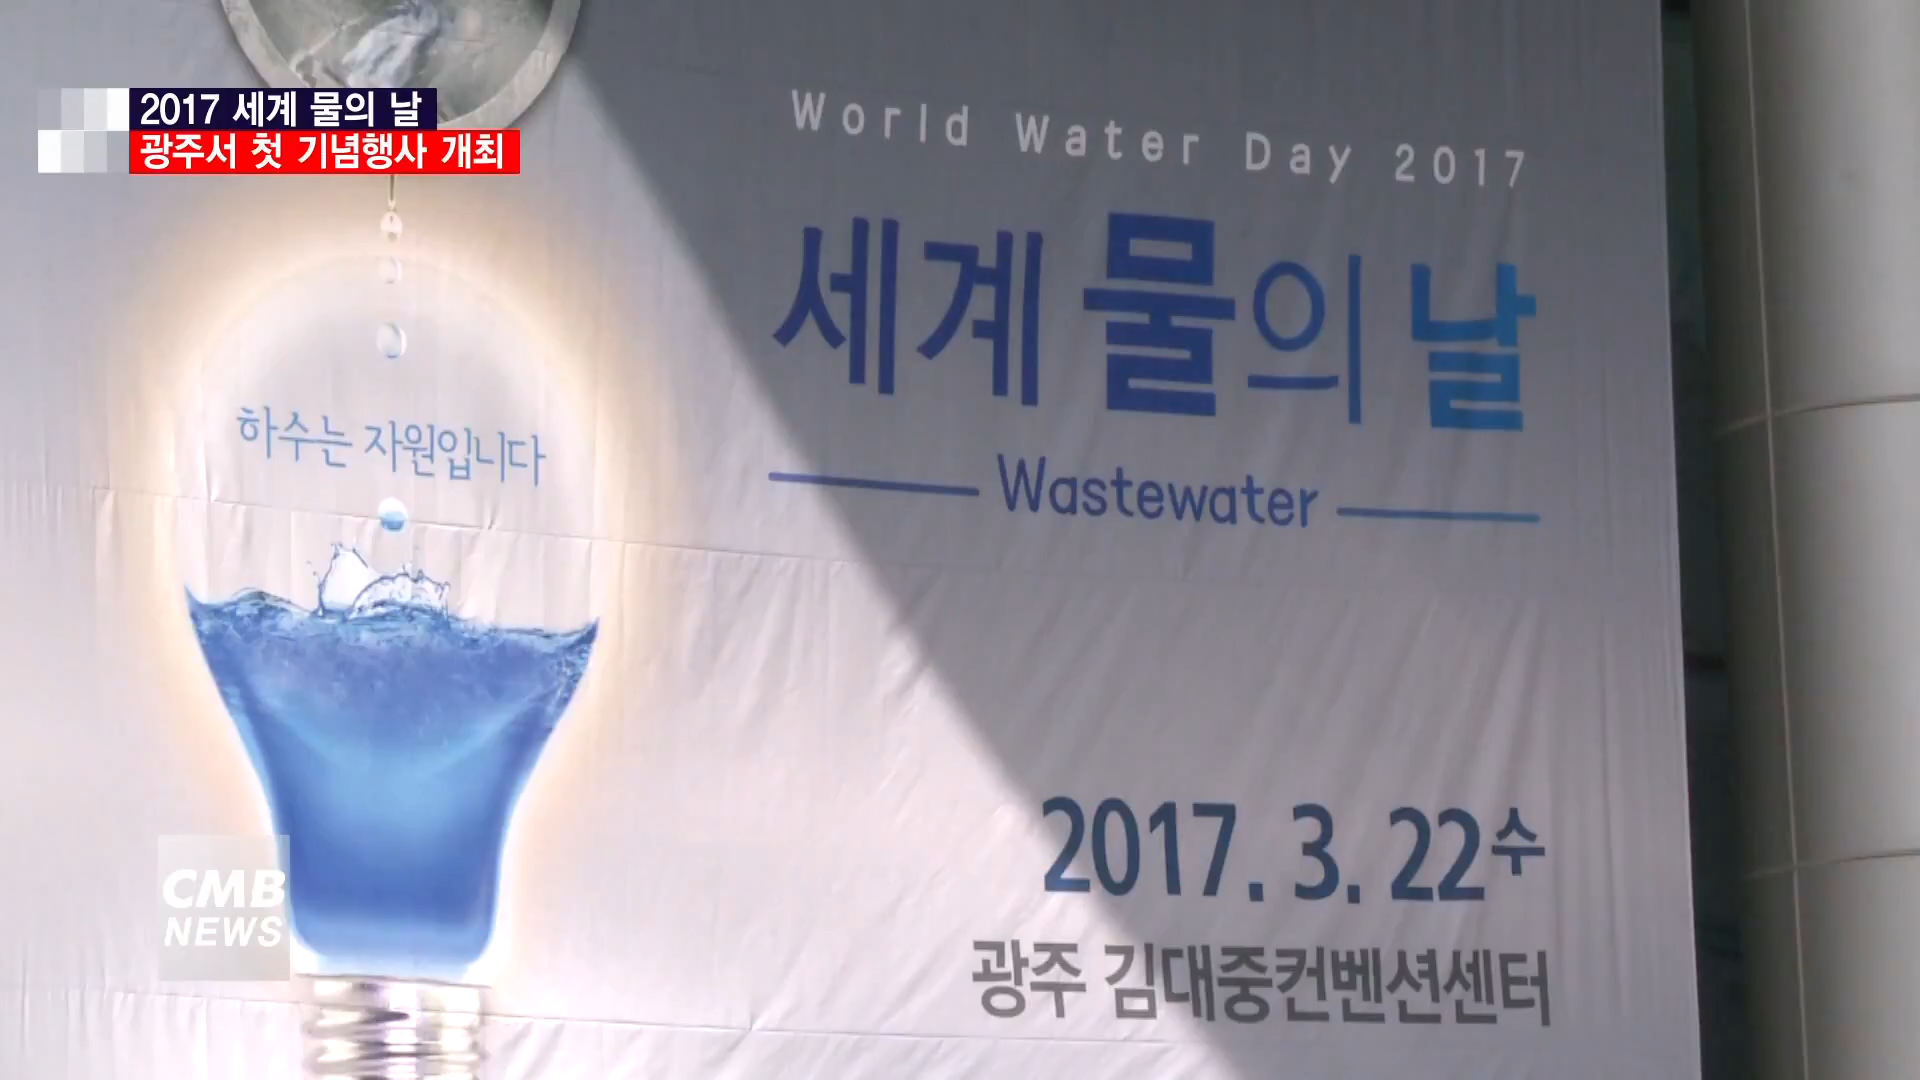 2017 세계 물의 날
광주서 첫 기념행사 개최
World Water Day 2017
세계 물의 날
Wastewater
하수는 자원입니다
2017. 3. 22 수
광주 김대중컨벤션센터
CMB
NEWS